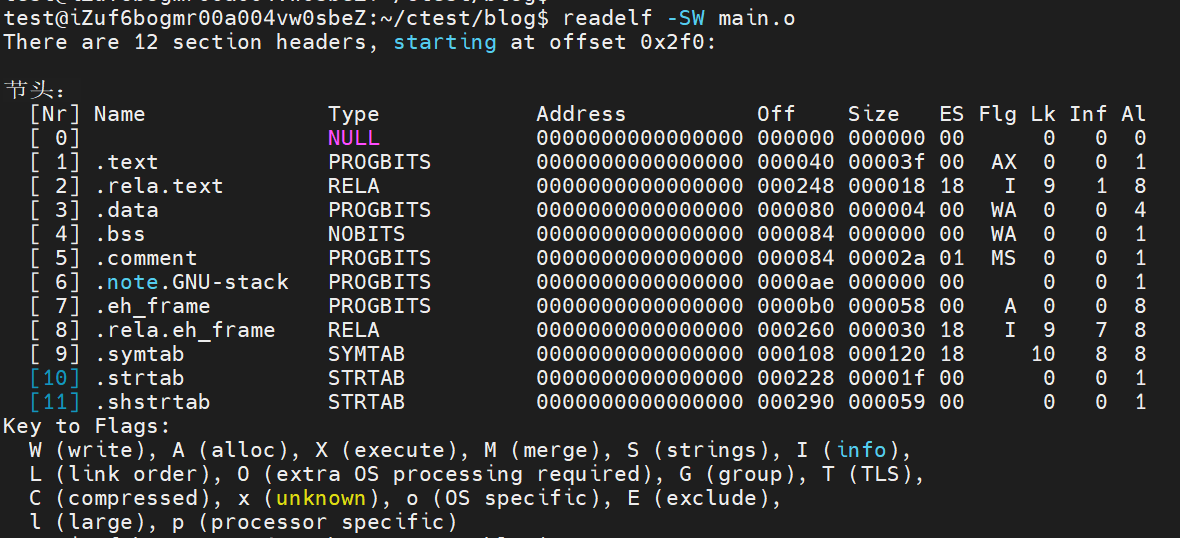 test@iZuf6bogmr00a004vw0sbeZ:~/ctest/blog$
test@iZuf6bogmr00a004vw0sbeZ:~/ctest/blog$ readelf -SW main.o
There are 12 section headers, starting at offset 0x2f0:
节头：
[Nr] Name Type Address Off Size ES Flg Lk Inf Al
[ 0] NULL 0000000000000000 000000 000000 00 0 0 0
[ 1] .text PROGBITS 0000000000000000 000040 00003f 00 AX 0 0 1
[ 2] .rela.text RELA 0000000000000000 000248 000018 18 I 9 1 8
[ 3] .data PROGBITS 0000000000000000 000080 000004 00 WA 0 0 4
[ 4] .bss NOBITS 0000000000000000 000084 000000 00 WA 0 0 1
[ 5] .comment PROGBITS 0000000000000000 000084 00002a 01 MS 0 0 1
[ 6] .note.GNU-stack PROGBITS 0000000000000000 0000ae 000000 00 0 0 1
[ 7] .eh_frame PROGBITS 0000000000000000 0000b0 000058 00 A 0 0 8
[ 8] .rela.eh_frame RELA 0000000000000000 000260 000030 18 I 9 7 8
[ 9] .symtab SYMTAB 0000000000000000 000108 000120 18 10 8 8
[10] .strtab STRTAB 0000000000000000 000228 00001f 00 0 0 1
[11] .shstrtab STRTAB 0000000000000000 000290 000059 00 0 0 1
Key to Flags:
W (write), A (alloc), X (execute), M (merge), S (strings), I (info),
L (link order), O (extra OS processing required), G (group), T (TLS),
C (compressed), x (unknown), o (OS specific), E (exclude),
l (large), p (processor specific)